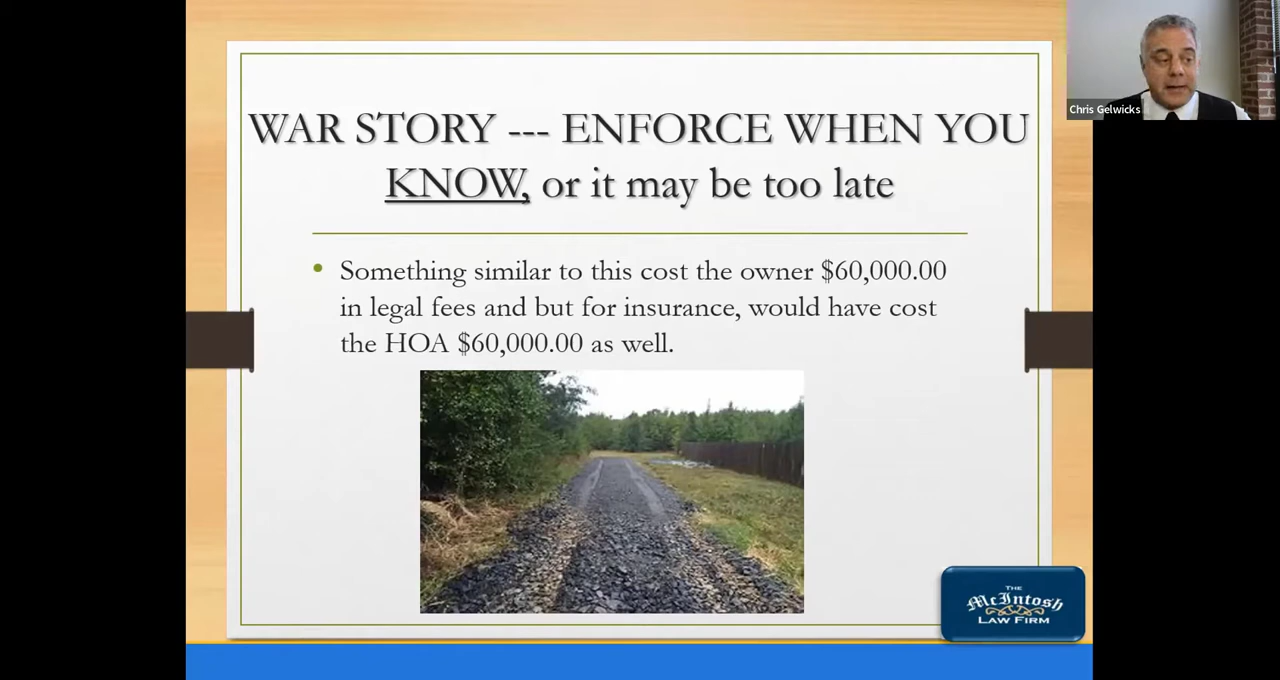 WAR STORY --- ENFORCE WHEN YOU
KNOW, or it may be too late
• Something similar to this cost the owner $60,000.00
in legal fees and but for insurance, would have cost
the HOA $60,000.00 as well.
Chris Gelwicks
THE
McIntosh
LAW FIRM